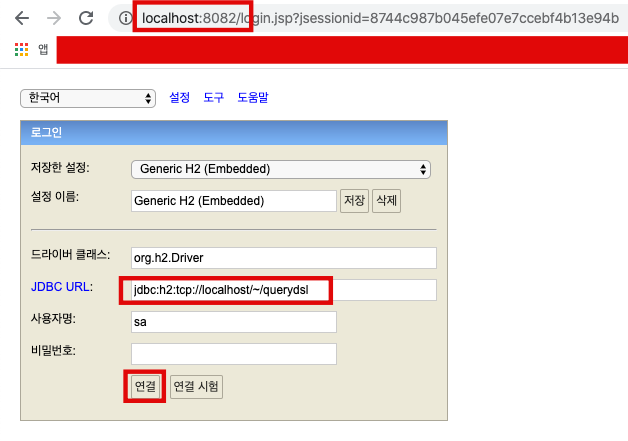 localhost:8082/login.jsp?jsessionid=8744c987b045efe07e7ccebf4b13e94b
앱
한국어 설정 도구 도움말
로그인
저장한 설정: Generic H2 (Embedded)
설정 이름: Generic H2 (Embedded) 저장 삭제
드라이버 클래스: org.h2.Driver
JDBC URL: jdbc:h2:tcp://localhost/~/querydsl
사용자명: sa
비밀번호:
연결 연결 시험